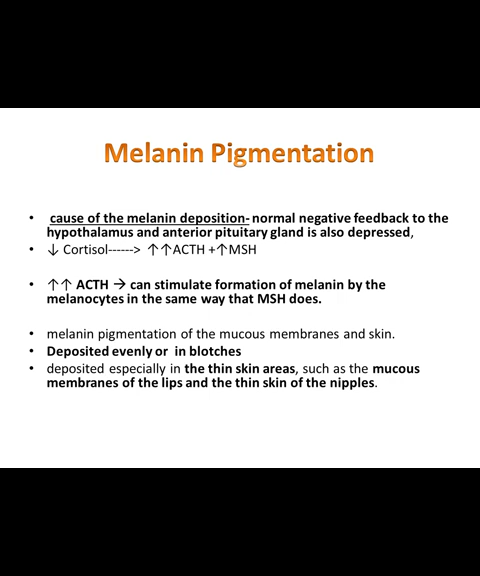 Melanin Pigmentation
• cause of the melanin deposition- normal negative feedback to the
hypothalamus and anterior pituitary gland is also depressed,
• ↓ Cortisol------> ↑↑ACTH +↑MSH
• ↑↑ ACTH → can stimulate formation of melanin by the
melanocytes in the same way that MSH does.
• melanin pigmentation of the mucous membranes and skin.
• Deposited evenly or in blotches
• deposited especially in the thin skin areas, such as the mucous
membranes of the lips and the thin skin of the nipples.